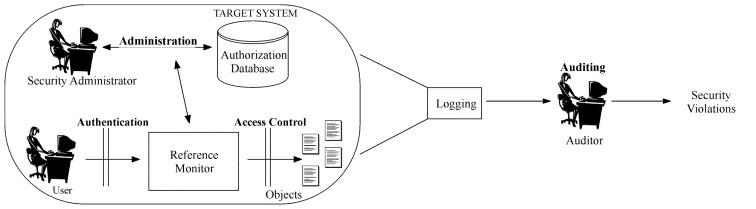 TARGET SYSTEM
Administration
Authorization
Database
Security Administrator
Authentication
Access Control
Reference
Monitor
User
Objects
Logging
Auditing
Auditor
Security
Violations